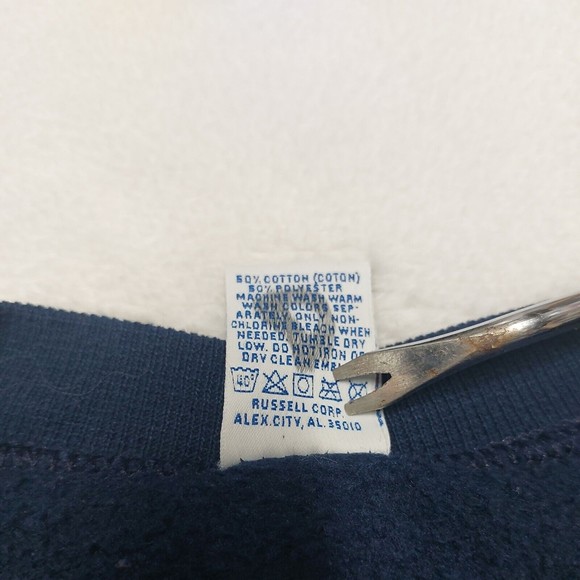 50% COTTON (COTON)
50% POLYESTER
MACHINE WASH WARM
WASH COLORS SEP-
ARATELY, ONLY NON-
CHLORINE BLEACH WHEN
NEEDED. TUMBLE DRY
LOW. DO NOT IRON OR
DRY CLEAN
40°
RUSSELL CORP.
ALEX.CITY, AL. 35010